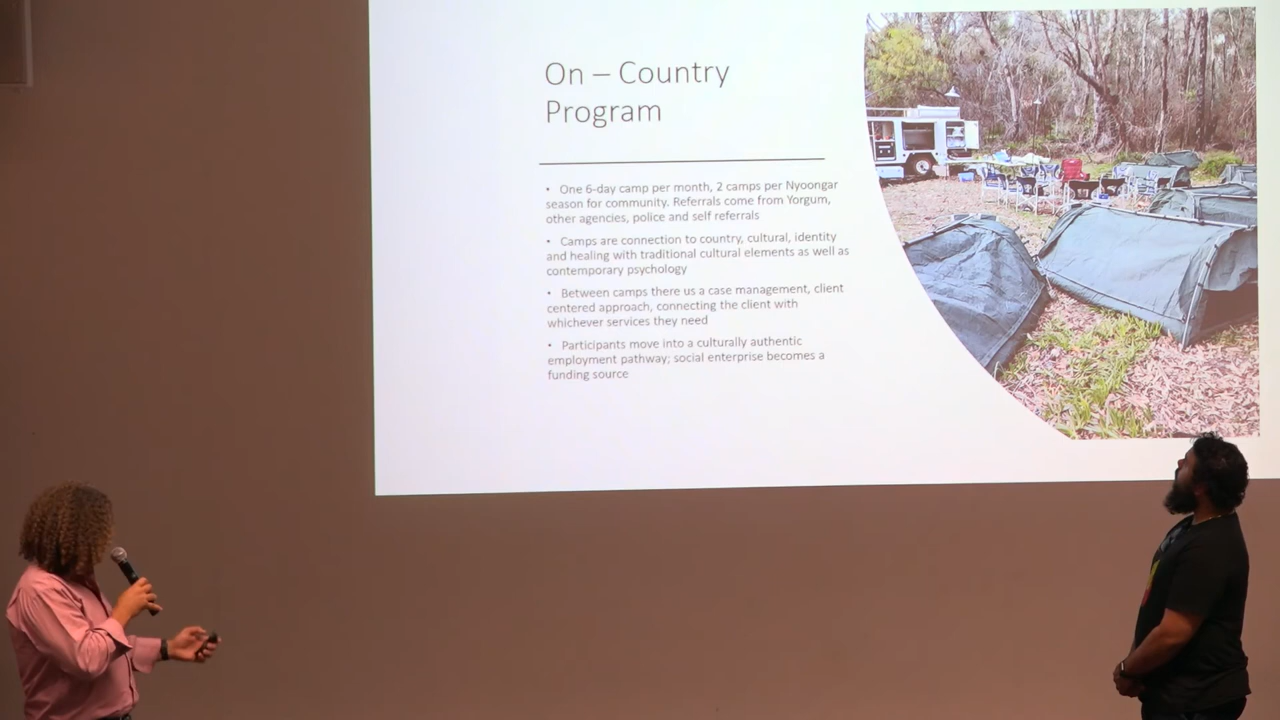 On – Country
Program
• One 6-day camp per month, 2 camps per Nyoongar
season for community. Referrals come from Yorgum,
other agencies, police and self referrals
• Camps are connection to country, cultural, identity
and healing with traditional cultural elements as well as
contemporary psychology
• Between camps there us a case management, client
centered approach, connecting the client with
whichever services they need
• Participants move into a culturally authentic
employment pathway; social enterprise becomes a
funding source